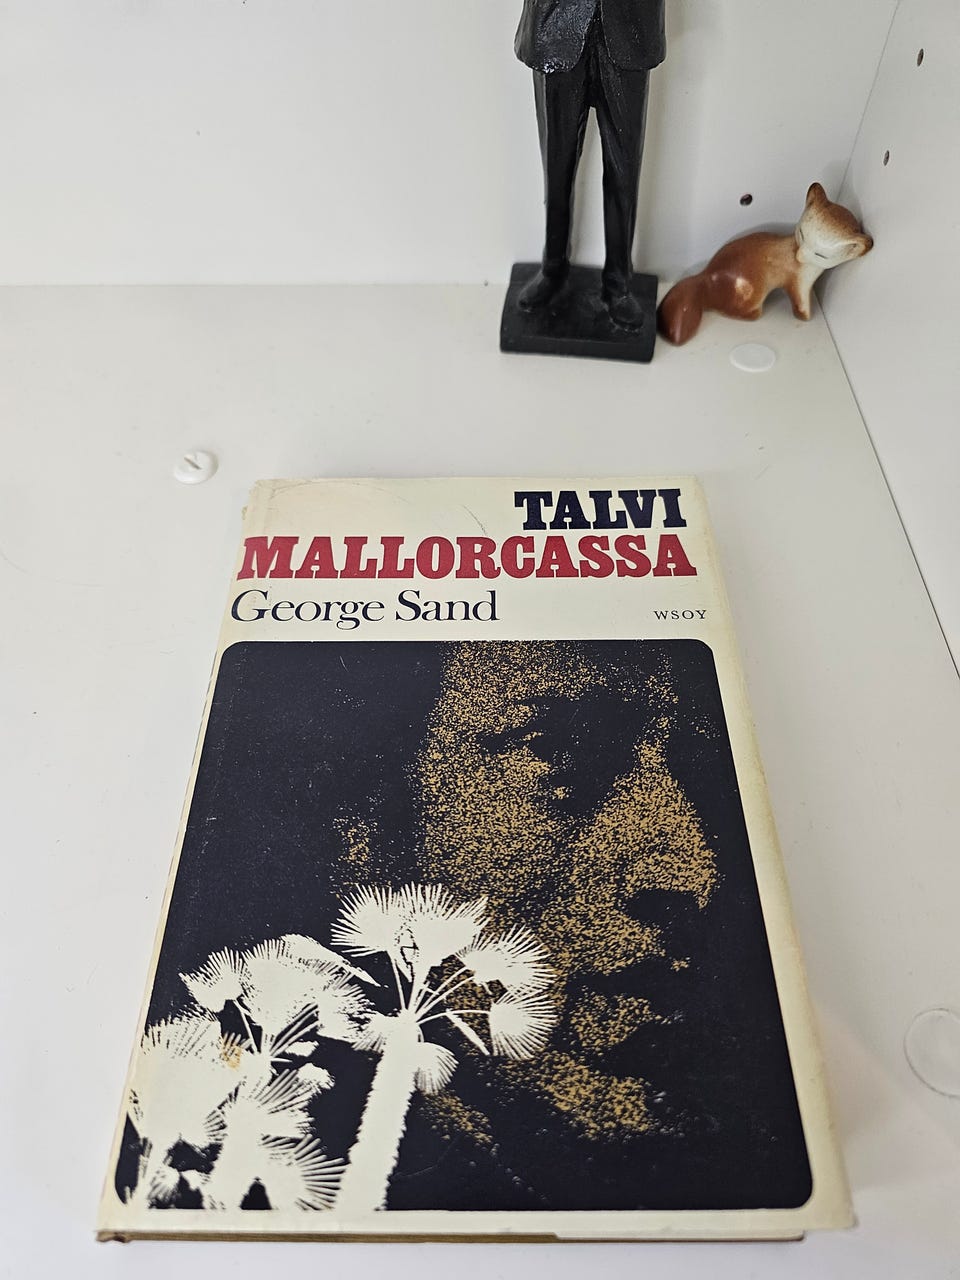 TALVI
MALLORCASSA
George Sand
WSOY